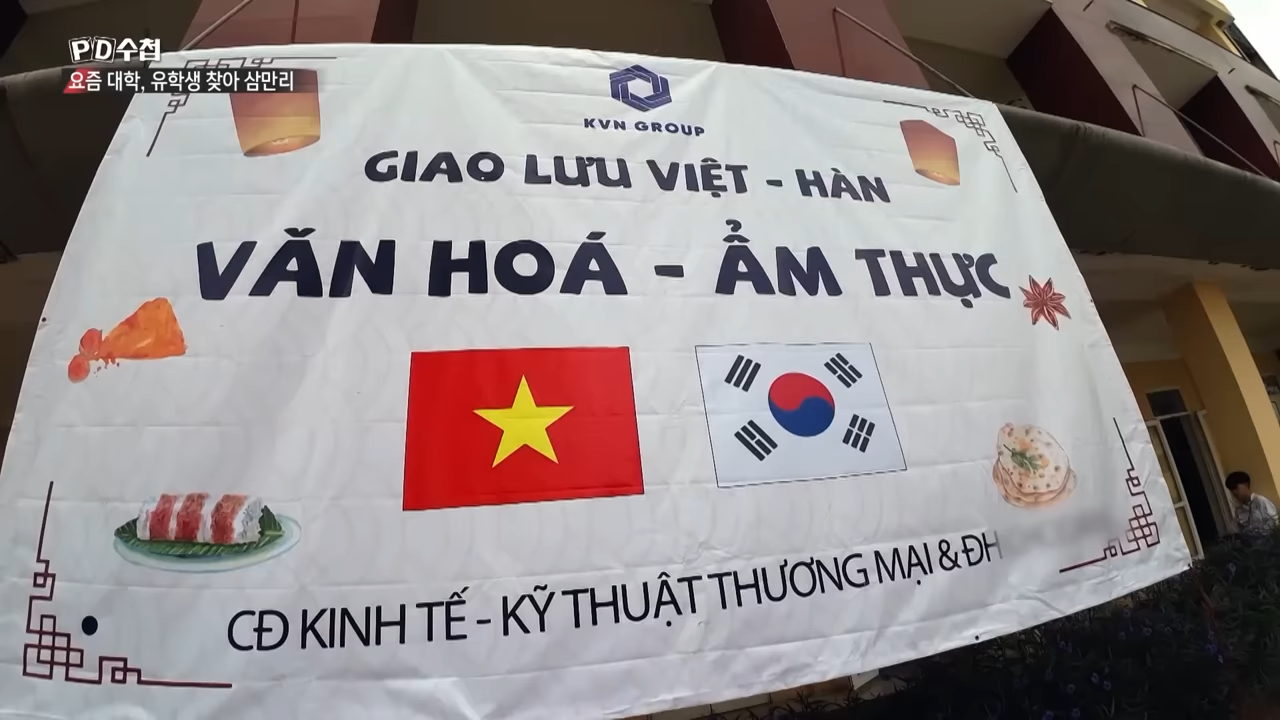 PD수첩
요즘 대학, 유학생 찾아 삼만리
KVN GROUP
GIAO LƯU VIỆT - HÀN
VĂN HOÁ - ẨM THỰC
CĐ KINH TẾ - KỸ THUẬT THƯƠNG MẠI & ĐH